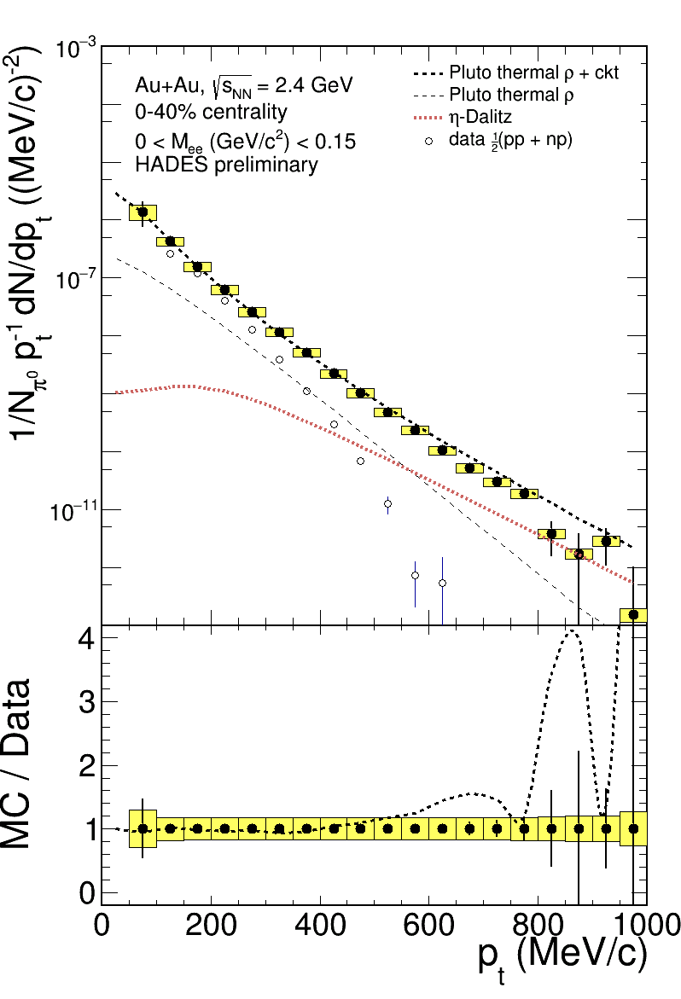 10⁻³
10⁻⁷
10⁻¹¹
1/N_π⁰ p_t⁻¹ dN/dp_t ((MeV/c)⁻²)
Au+Au, √s_NN = 2.4 GeV
0-40% centrality
0 < M_ee (GeV/c²) < 0.15
HADES preliminary
Pluto thermal ρ + ckt
Pluto thermal ρ
η-Dalitz
data ½(pp + np)
4
3
2
1
0
MC / Data
0 200 400 600 800 1000
p_t (MeV/c)